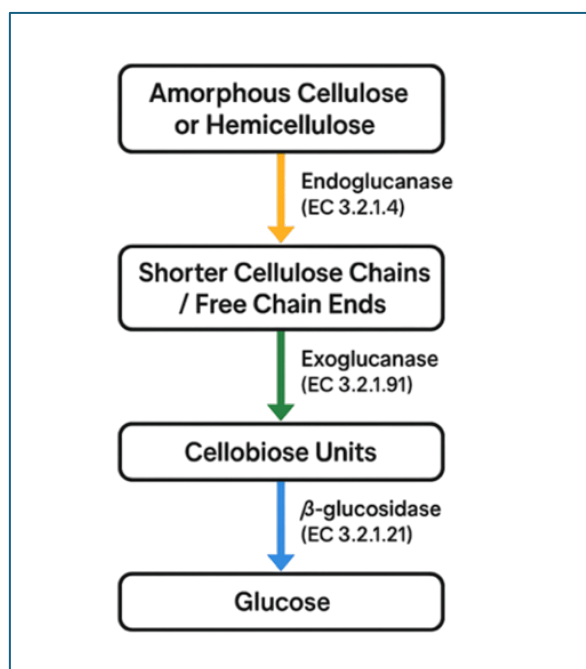 Amorphous Cellulose
or Hemicellulose
Endoglucanase
(EC 3.2.1.4)
Shorter Cellulose Chains
/ Free Chain Ends
Exoglucanase
(EC 3.2.1.91)
Cellobiose Units
β-glucosidase
(EC 3.2.1.21)
Glucose